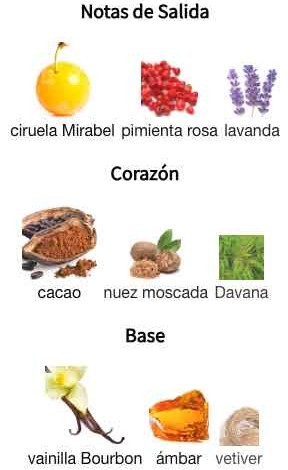 Notas de Salida
ciruela Mirabel pimienta rosa lavanda
Corazón
cacao nuez moscada Davana
Base
vainilla Bourbon ámbar vetiver